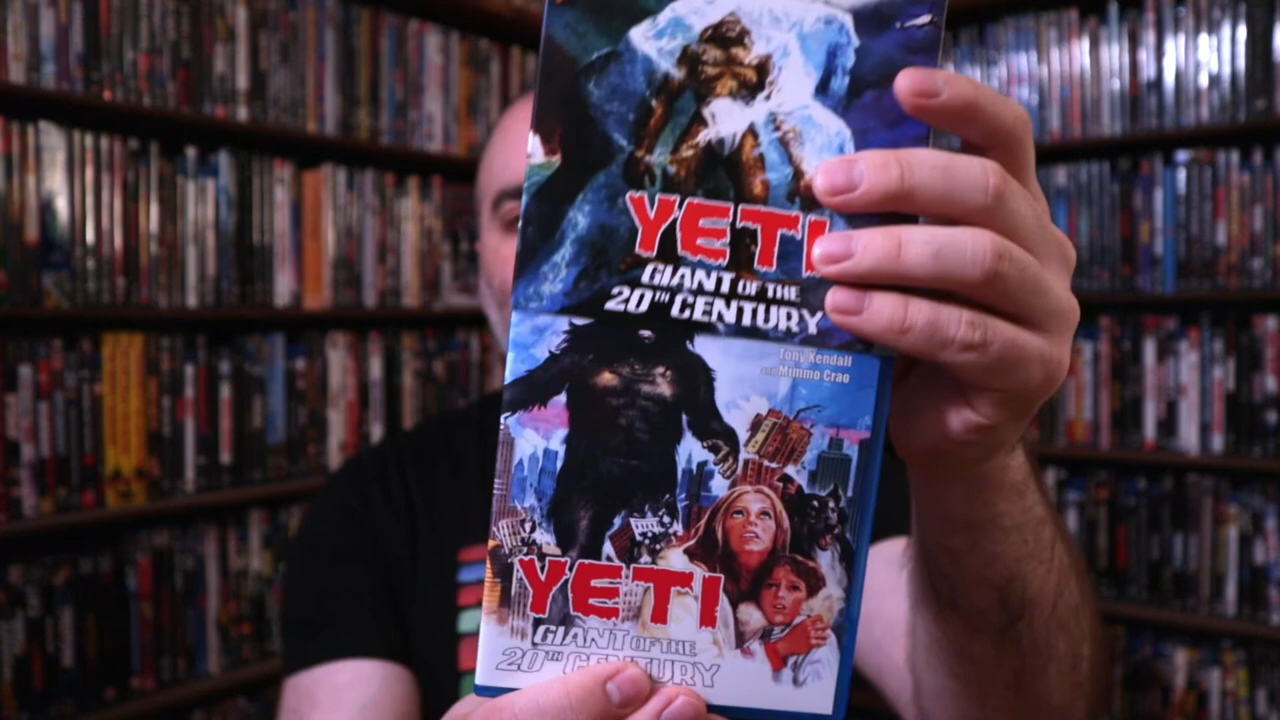 YETI
GIANT OF THE
20TH CENTURY
Tony Kendall
and Mimmo Crao
YETI
GIANT OF THE
20TH CENTURY